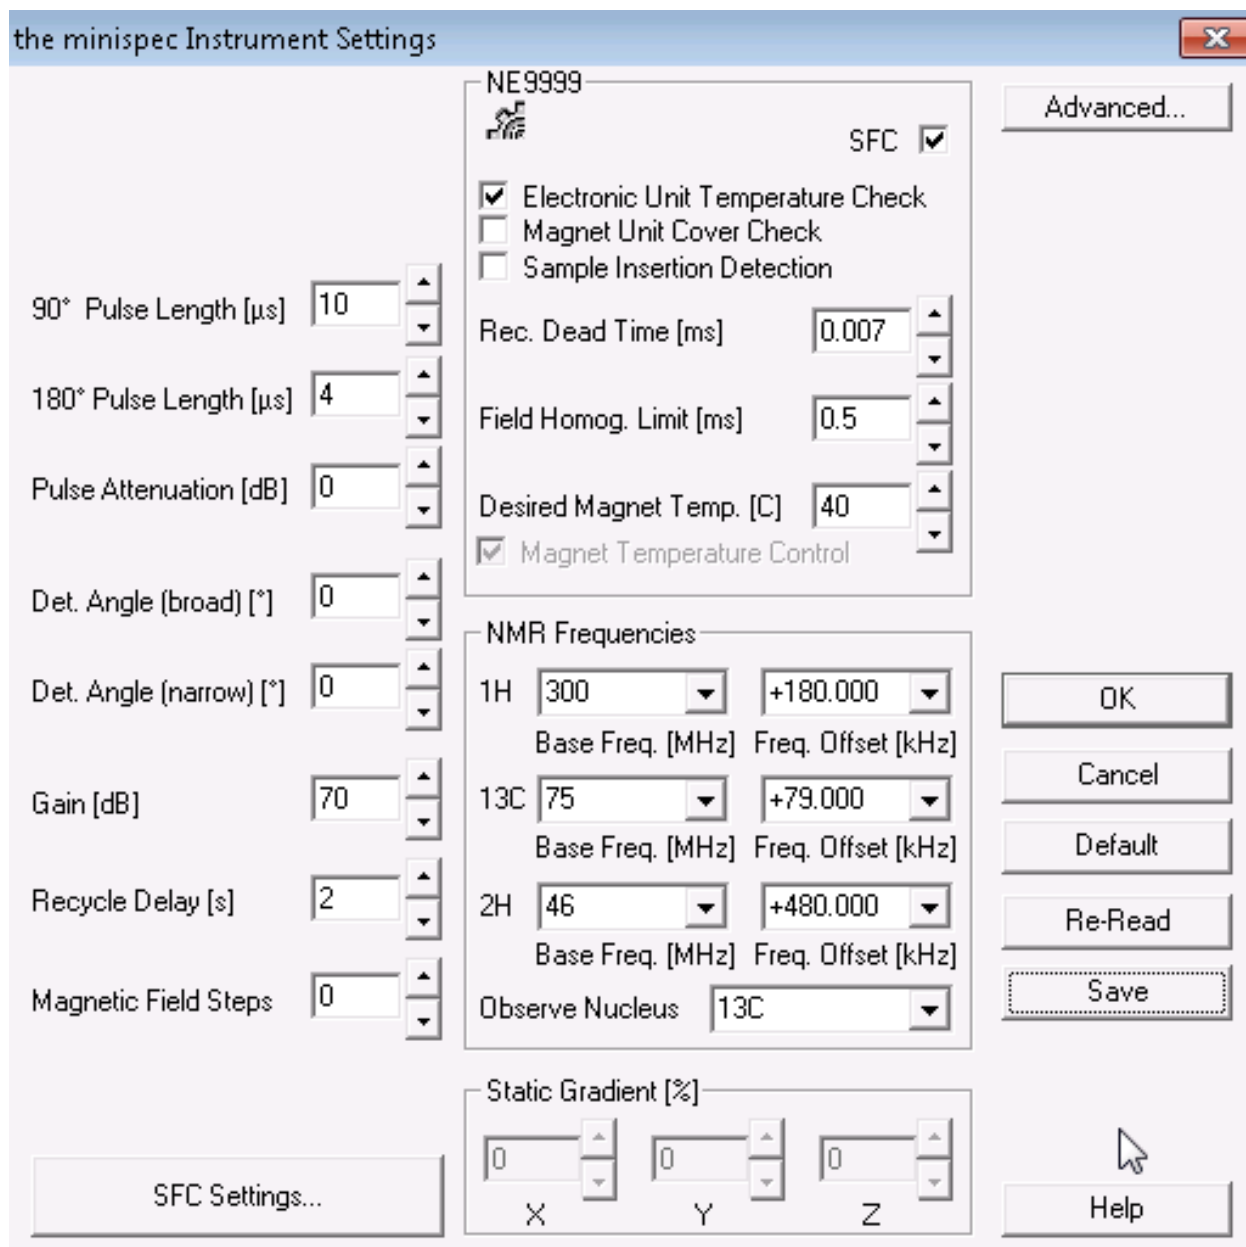 the minispec Instrument Settings
NE9999
Advanced...
SFC
Electronic Unit Temperature Check
Magnet Unit Cover Check
Sample Insertion Detection
90° Pulse Length [µs] 10
Rec. Dead Time [ms] 0.007
180° Pulse Length [µs] 4
Field Homog. Limit [ms] 0.5
Pulse Attenuation [dB] 0
Desired Magnet Temp. [C] 40
Magnet Temperature Control
Det. Angle (broad) [°] 0
NMR Frequencies
Det. Angle (narrow) [°] 0
1H 300 +180.000
Base Freq. [MHz] Freq. Offset [kHz]
OK
Gain [dB] 70
13C 75 +79.000
Base Freq. [MHz] Freq. Offset [kHz]
Cancel
Default
Recycle Delay [s] 2
2H 46 +480.000
Base Freq. [MHz] Freq. Offset [kHz]
Re-Read
Magnetic Field Steps 0
Observe Nucleus 13C
Save
Static Gradient [%]
0 0 0
X Y Z
SFC Settings...
Help